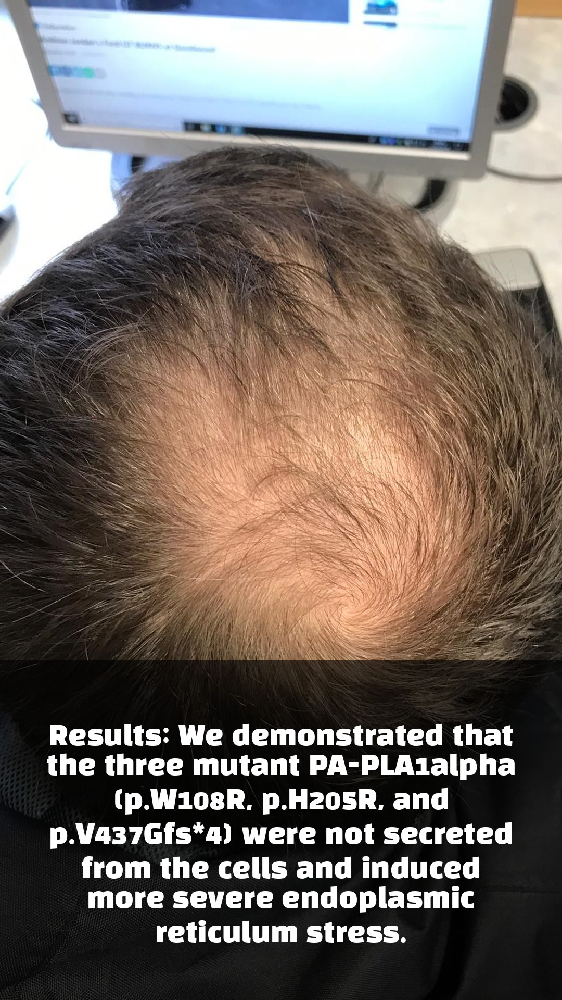 Results: We demonstrated that
the three mutant PA-PLA1alpha
(p.W108R, p.H205R, and
p.V437Gfs*4) were not secreted
from the cells and induced
more severe endoplasmic
reticulum stress.